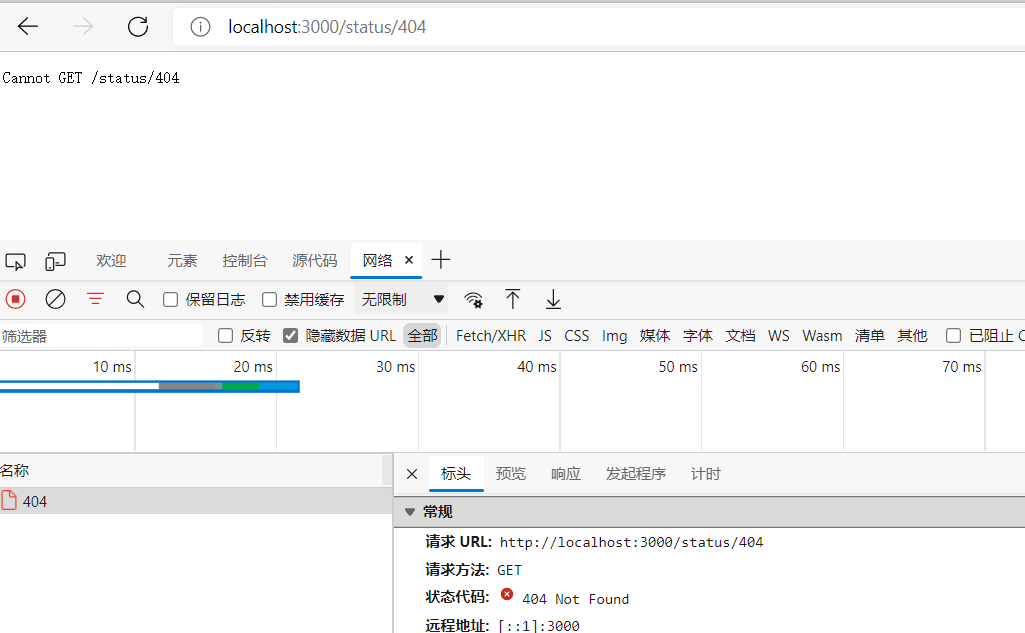 localhost:3000/status/404
Cannot GET /status/404
欢迎 元素 控制台 源代码 网络
保留日志 禁用缓存 无限制
筛选器 反转 隐藏数据 URL 全部 Fetch/XHR JS CSS Img 媒体 字体 文档 WS Wasm 清单 其他 已阻止 C
10 ms 20 ms 30 ms 40 ms 50 ms 60 ms 70 ms
名称 标头 预览 响应 发起程序 计时
404
常规
请求 URL: http://localhost:3000/status/404
请求方法: GET
状态代码: 404 Not Found
远程地址: [::1]:3000